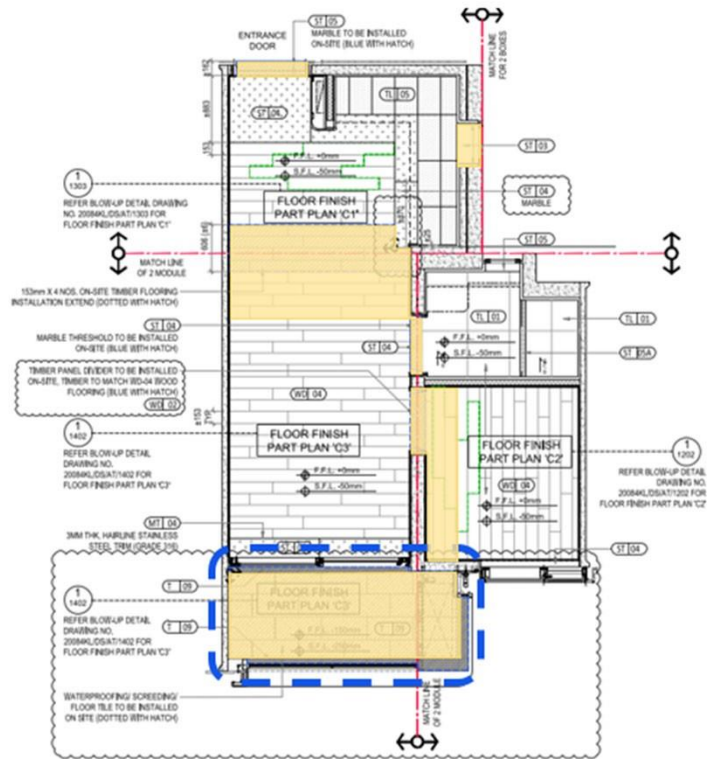 ST 05
MARBLE TO BE INSTALLED
ON-SITE (BLUE WITH HATCH)
ENTRANCE
DOOR
MATCH LINE
FOR 2 BOXES
TL 05
ST 04
±883
153
ST 03
F.F.L. +0mm
S.F.L. -50mm
ST 04
MARBLE
1
1303
REFER BLOW-UP DETAIL DRAWING
NO. 20084KL/DS/AT/1303 FOR
FLOOR FINISH PART PLAN 'C1'
FLOOR FINISH
PART PLAN 'C1'
ST 05
MATCH LINE
OF 2 MODULE
153mm X 4 NOS. ON-SITE TIMBER FLOORING
INSTALLATION EXTEND (DOTTED WITH HATCH)
TL 01
TL 01
ST 04
MARBLE THRESHOLD TO BE INSTALLED
ON-SITE (BLUE WITH HATCH)
ST 04
F.F.L. +0mm
S.F.L. -50mm
ST 05A
TIMBER PANEL DIVIDER TO BE INSTALLED
ON-SITE, TIMBER TO MATCH WD-04 WOOD
FLOORING (BLUE WITH HATCH)
WD 02
WD 04
±153
TYP.
1
1402
REFER BLOW-UP DETAIL
DRAWING NO.
20084KL/DS/AT/1402 FOR
FLOOR FINISH PART PLAN 'C3'
FLOOR FINISH
PART PLAN 'C3'
F.F.L. +0mm
S.F.L. -50mm
FLOOR FINISH
PART PLAN 'C2'
WD 04
F.F.L. +0mm
S.F.L. -50mm
1
1202
REFER BLOW-UP DETAIL
DRAWING NO.
20084KL/DS/AT/1202 FOR
FLOOR FINISH PART PLAN 'C2'
MT 04
3MM THK. HAIRLINE STAINLESS
STEEL TRIM (GRADE 316)
ST 04
T 09
1
1402
REFER BLOW-UP DETAIL
DRAWING NO.
20084KL/DS/AT/1402 FOR
FLOOR FINISH PART PLAN 'C3'
FLOOR FINISH
PART PLAN 'C3'
T 09
T 09
WATERPROOFING/ SCREEDING/
FLOOR TILE TO BE INSTALLED
ON SITE (DOTTED WITH HATCH)
MATCH LINE
OF 2 MODULE